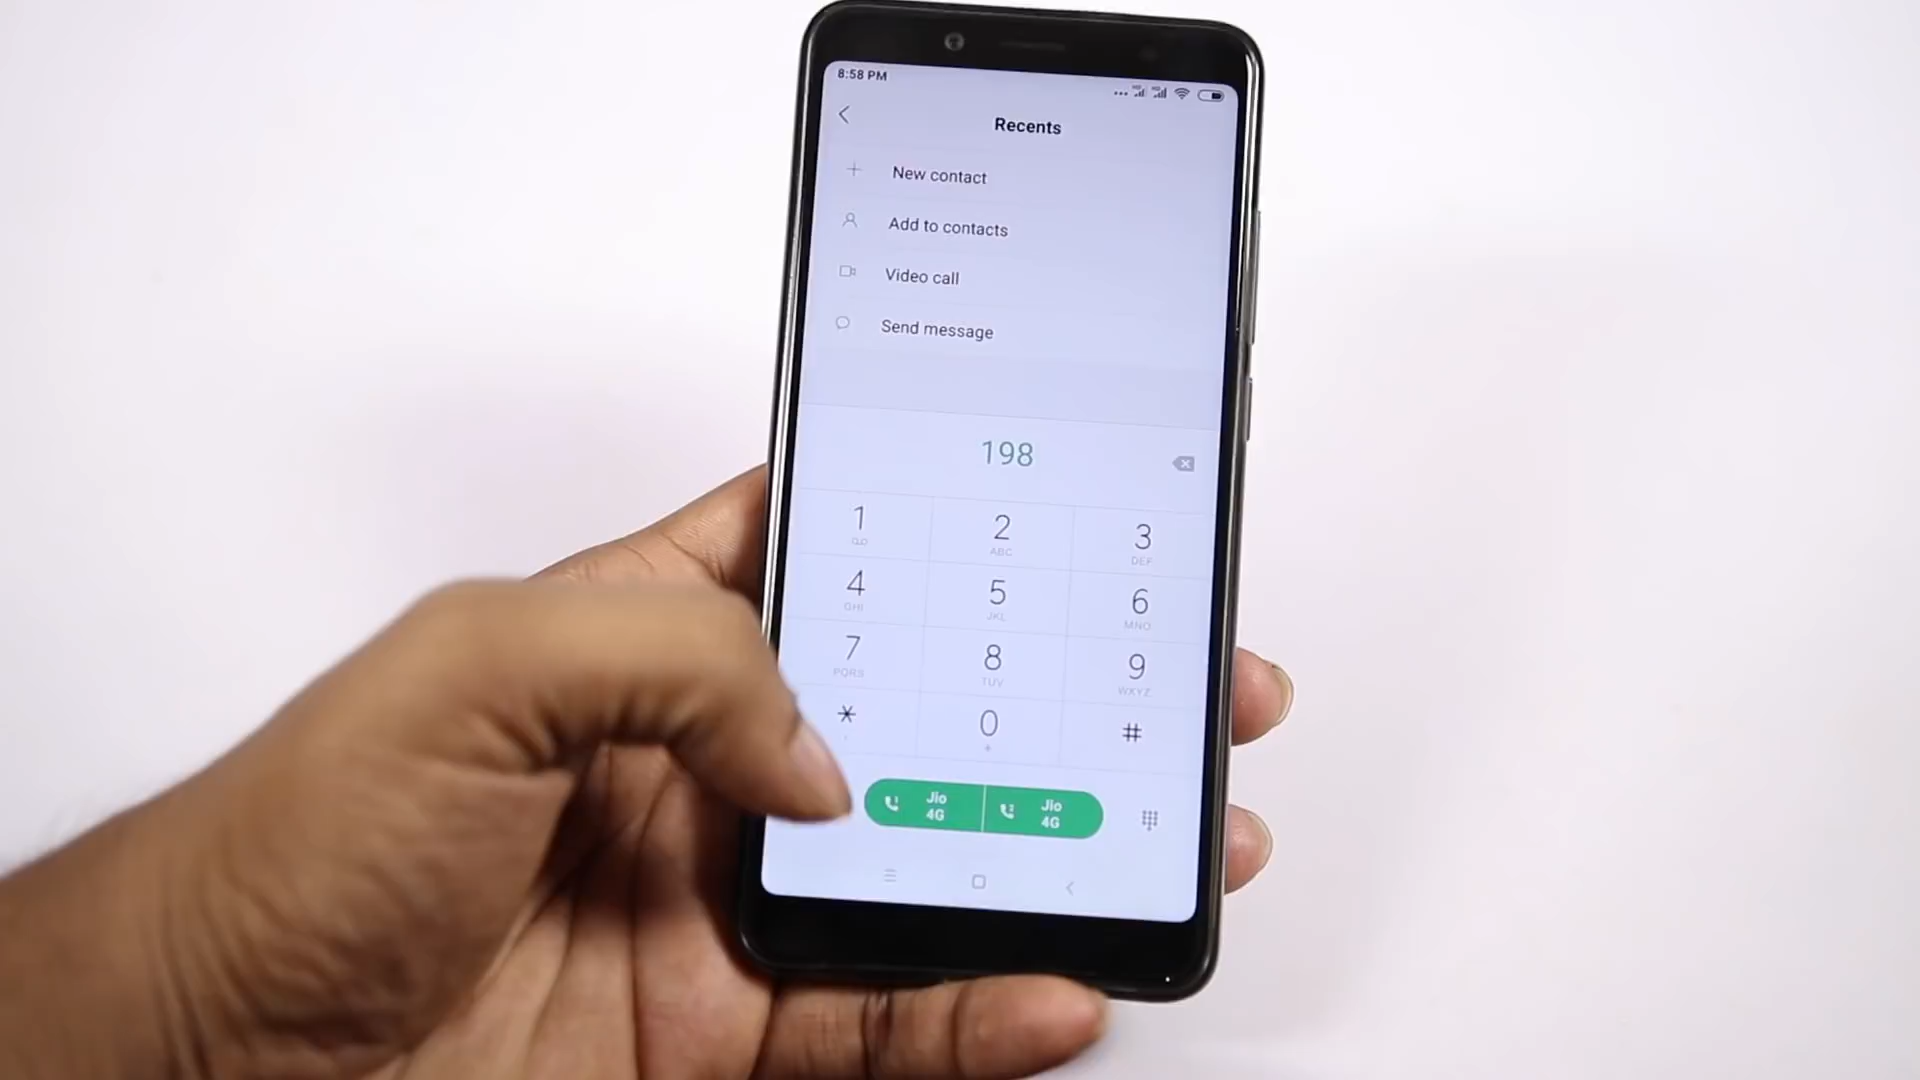 8:58 PM
Recents
New contact
Add to contacts
Video call
Send message
198
1 2 3
ABC DEF
4 5 6
GHI JKL MNO
7 8 9
PQRS TUV WXYZ
* 0 #
, +
Jio 4G Jio 4G